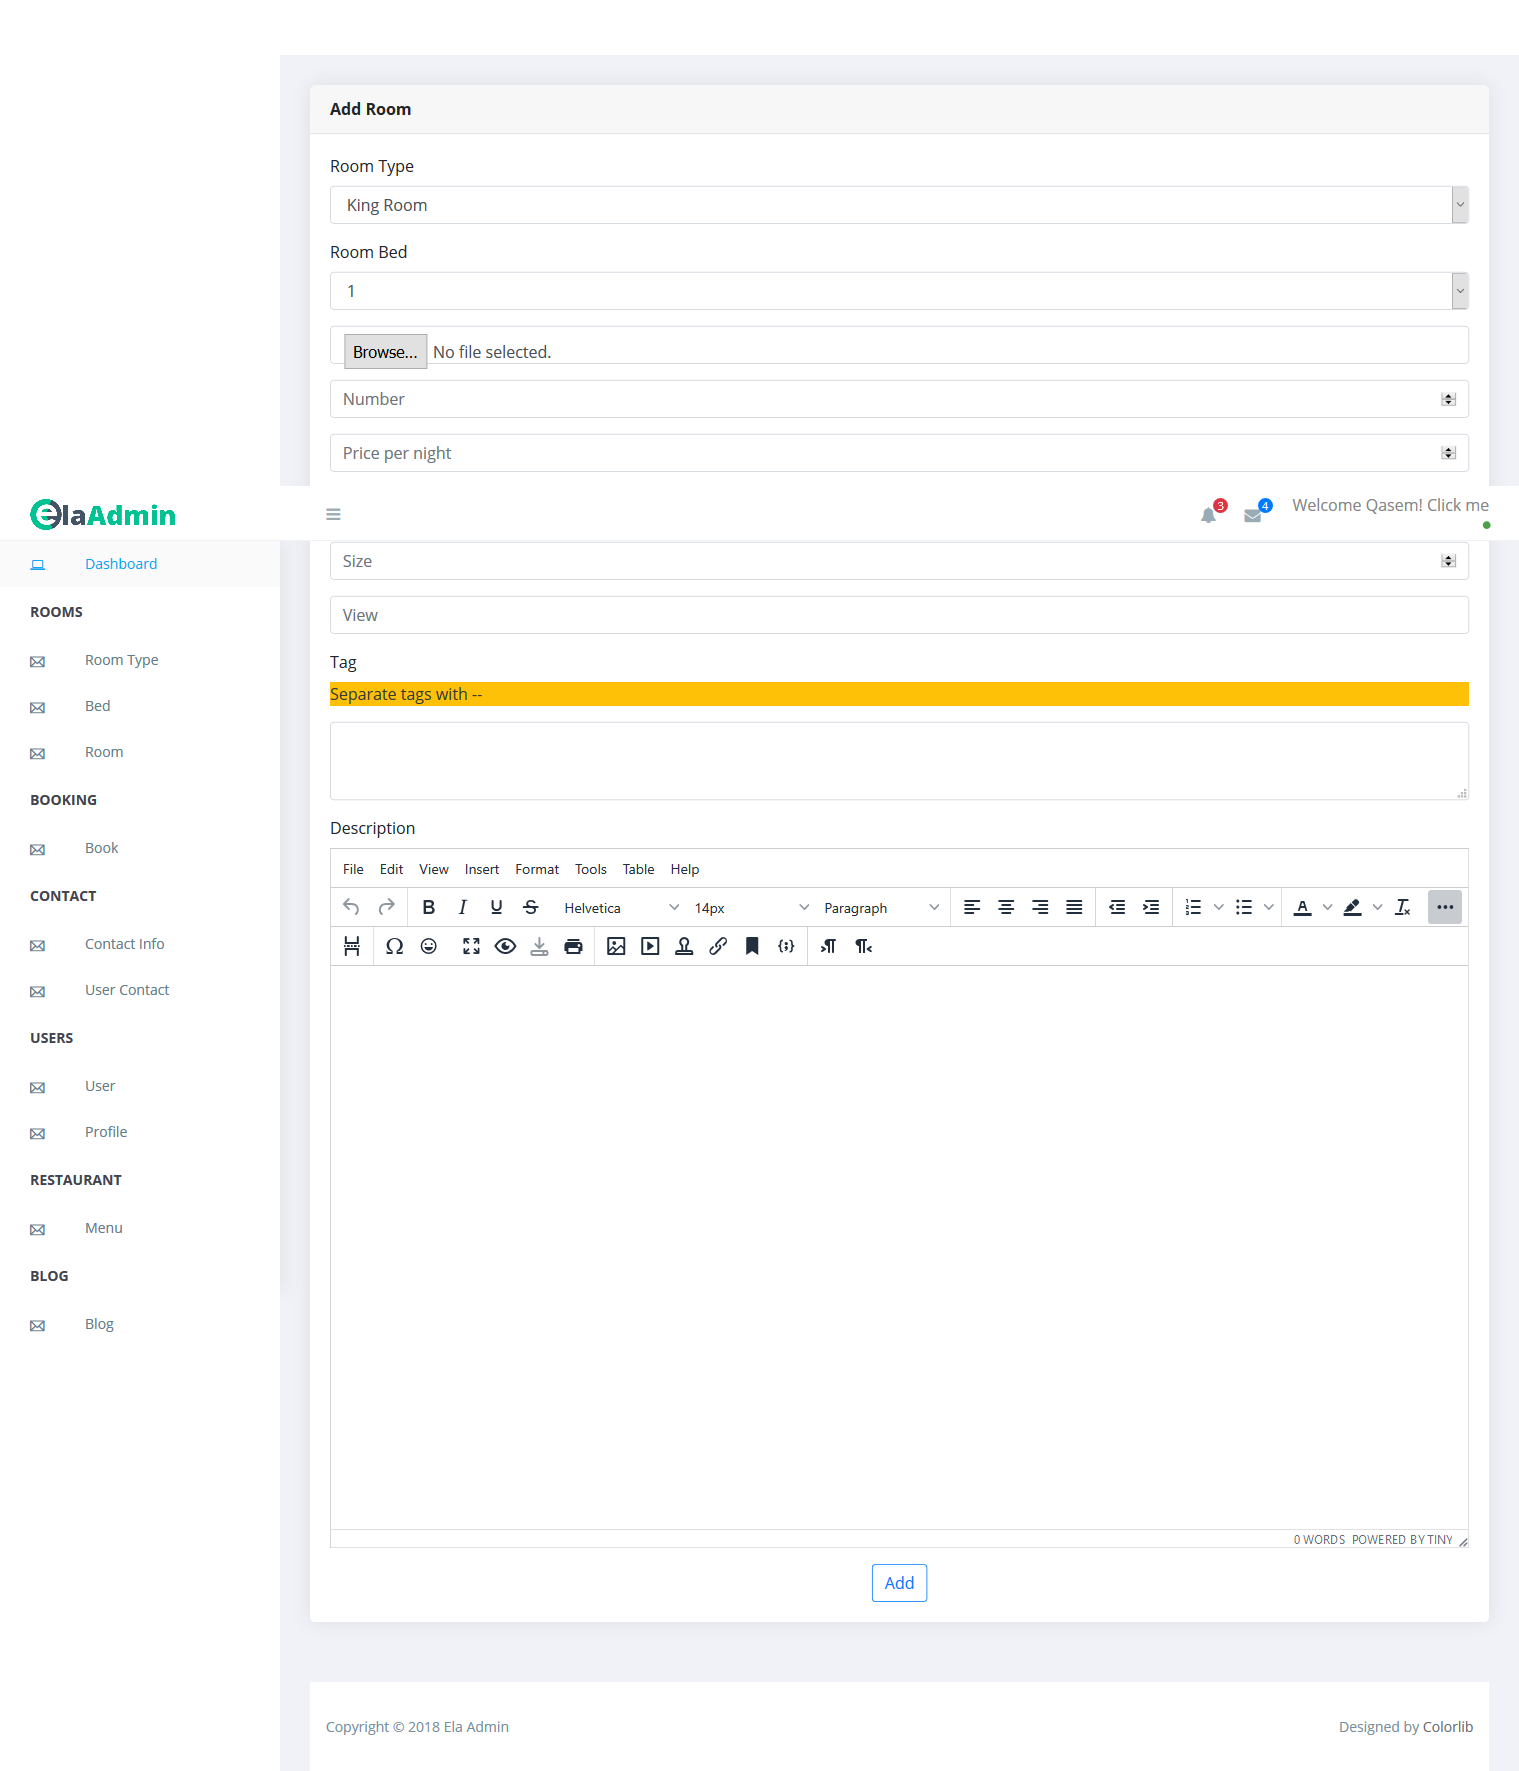 Add Room
Room Type
King Room
Room Bed
1
Browse... No file selected.
Number
Price per night
elaAdmin
3
4
Welcome Qasem! Click me
Dashboard
ROOMS
Room Type
Bed
Room
BOOKING
Book
CONTACT
Contact Info
User Contact
USERS
User
Profile
RESTAURANT
Menu
BLOG
Blog
Size
View
Tag
Separate tags with --
Description
File Edit View Insert Format Tools Table Help
Helvetica 14px Paragraph
0 WORDS POWERED BY TINY
Add
Copyright © 2018 Ela Admin
Designed by Colorlib